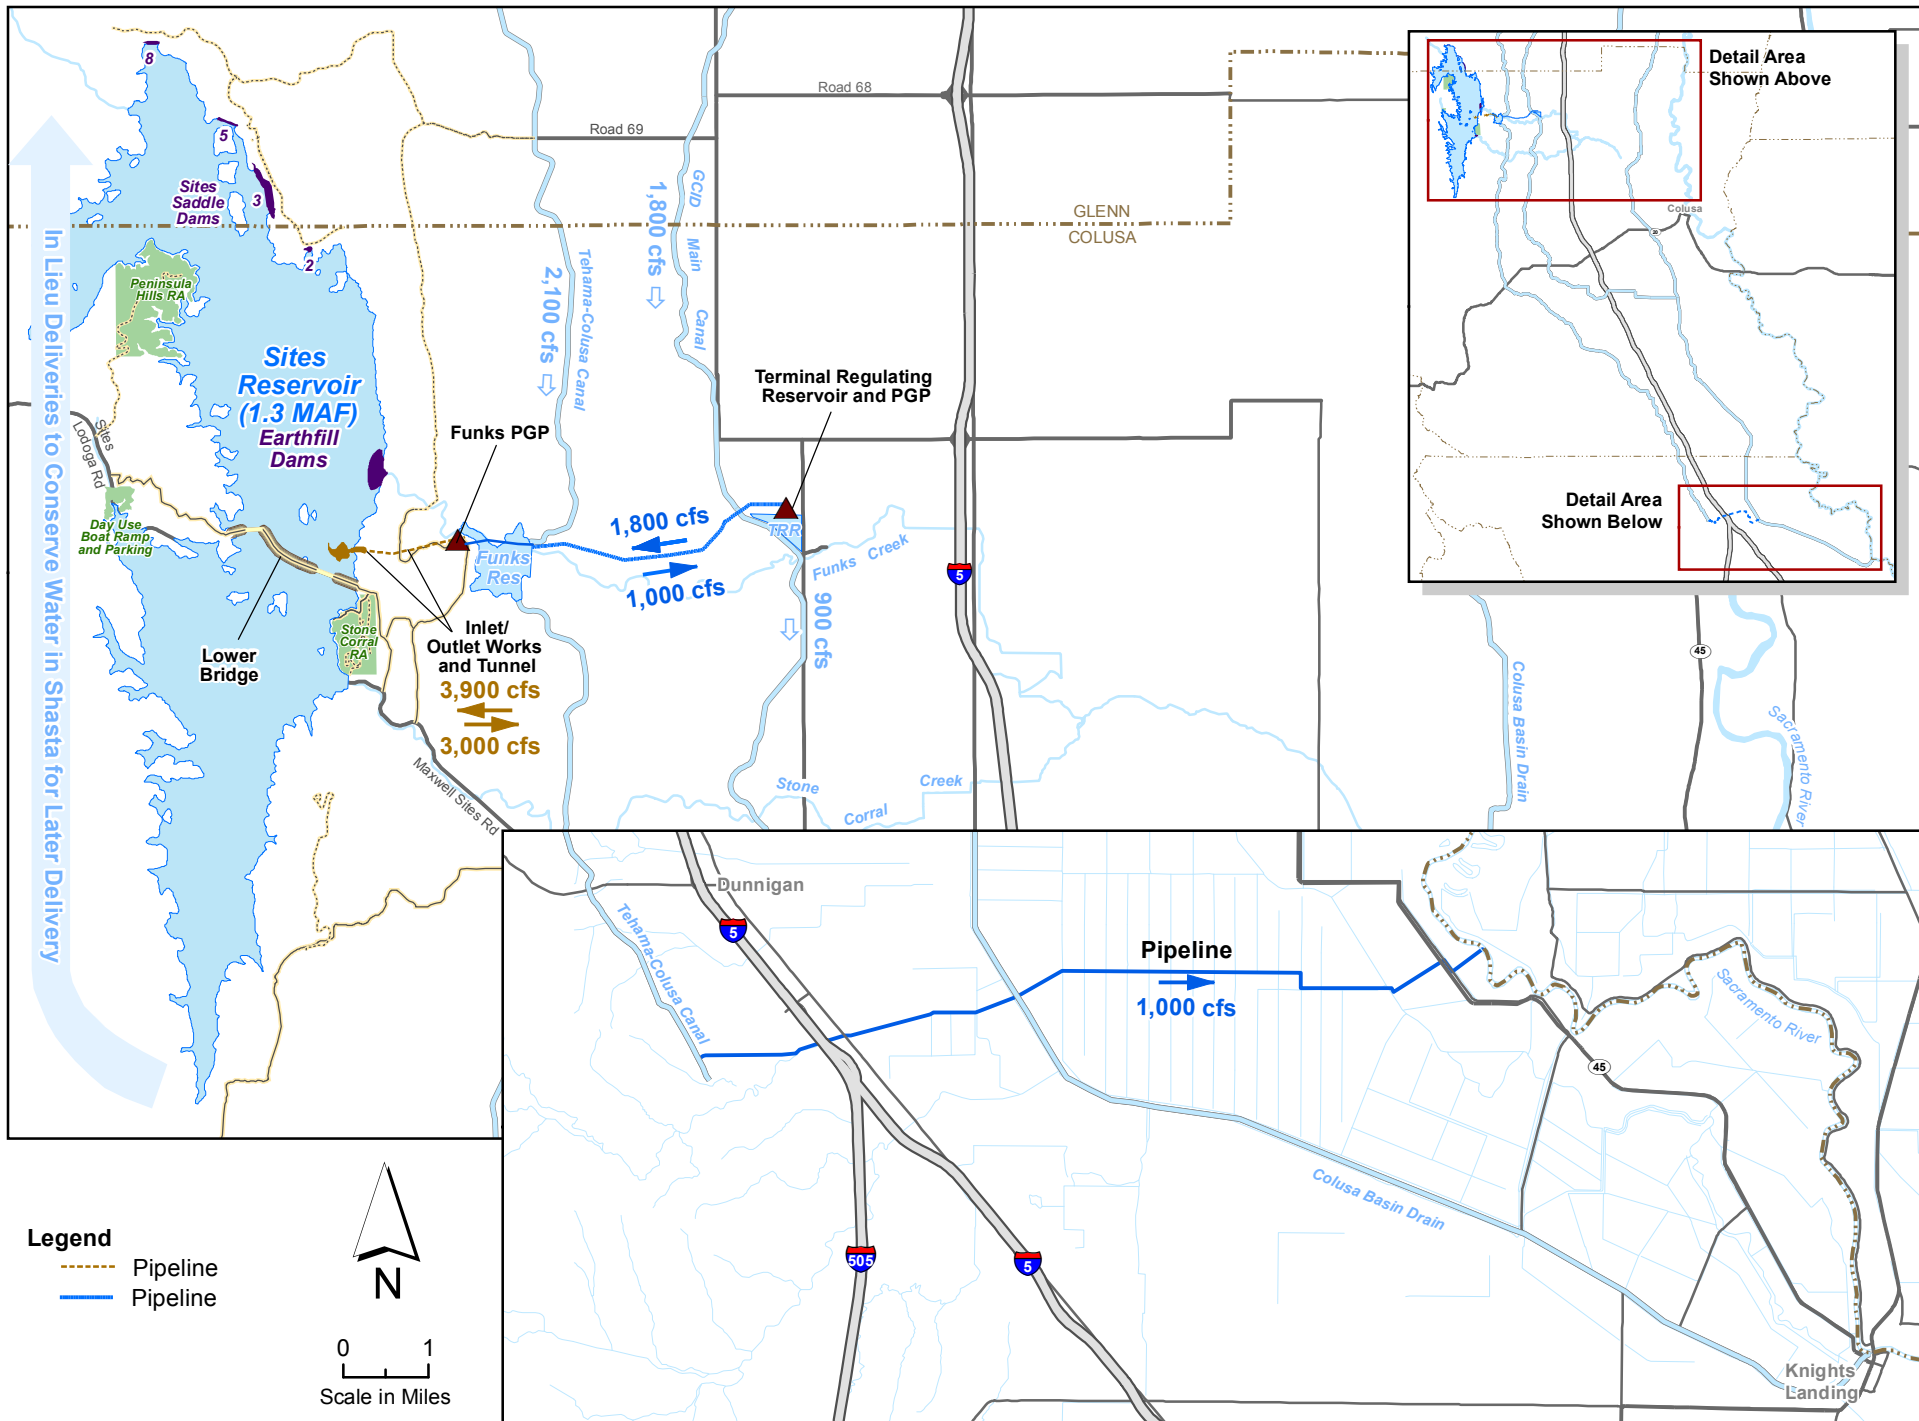 8
5
3
2
Sites
Saddle
Dams
Peninsula
Hills RA
Sites
Reservoir
(1.3 MAF)
Earthfill
Dams
In Lieu Deliveries to Conserve Water in Shasta for Later Delivery
Sites
Lodoga Rd
Day Use
Boat Ramp
and Parking
Lower
Bridge
Stone
Corral
RA
Funks PGP
Funks
Res
Inlet/
Outlet Works
and Tunnel
3,900 cfs
3,000 cfs
Maxwell Sites Rd
Road 69
Road 68
2,100 cfs
Tehama-Colusa Canal
1,800 cfs
GCID Main Canal
GLENN
COLUSA
Terminal Regulating
Reservoir and PGP
TRR
1,800 cfs
1,000 cfs
900 cfs
Funks Creek
5
Stone Corral Creek
Colusa Basin Drain
45
Sacramento River
Detail Area
Shown Above
Colusa
20
Detail Area
Shown Below
Dunnigan
5
Tehama-Colusa Canal
Pipeline
1,000 cfs
Sacramento River
45
Colusa Basin Drain
505
5
Knights
Landing
Legend
Pipeline
Pipeline
N
0 1
Scale in Miles